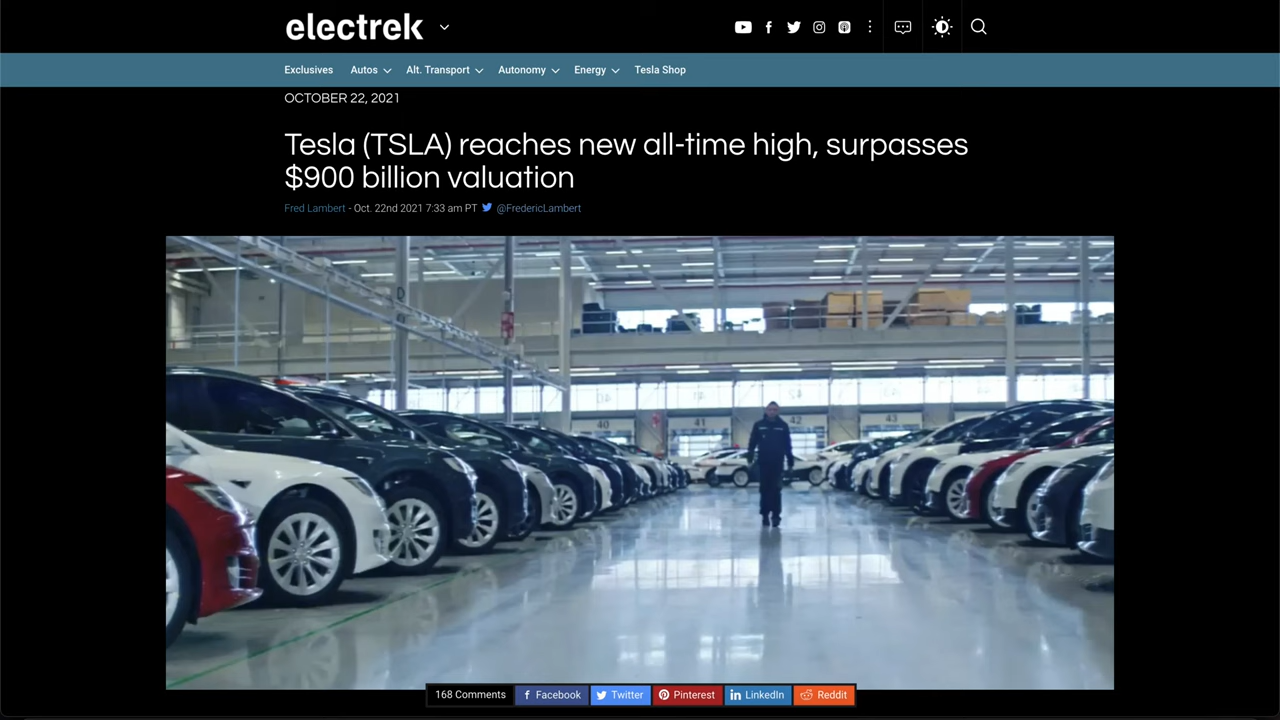 electrek
Exclusives Autos Alt. Transport Autonomy Energy Tesla Shop
OCTOBER 22, 2021
Tesla (TSLA) reaches new all-time high, surpasses
$900 billion valuation
Fred Lambert - Oct. 22nd 2021 7:33 am PT @FredericLambert
40 41 42 43
168 Comments Facebook Twitter Pinterest LinkedIn Reddit